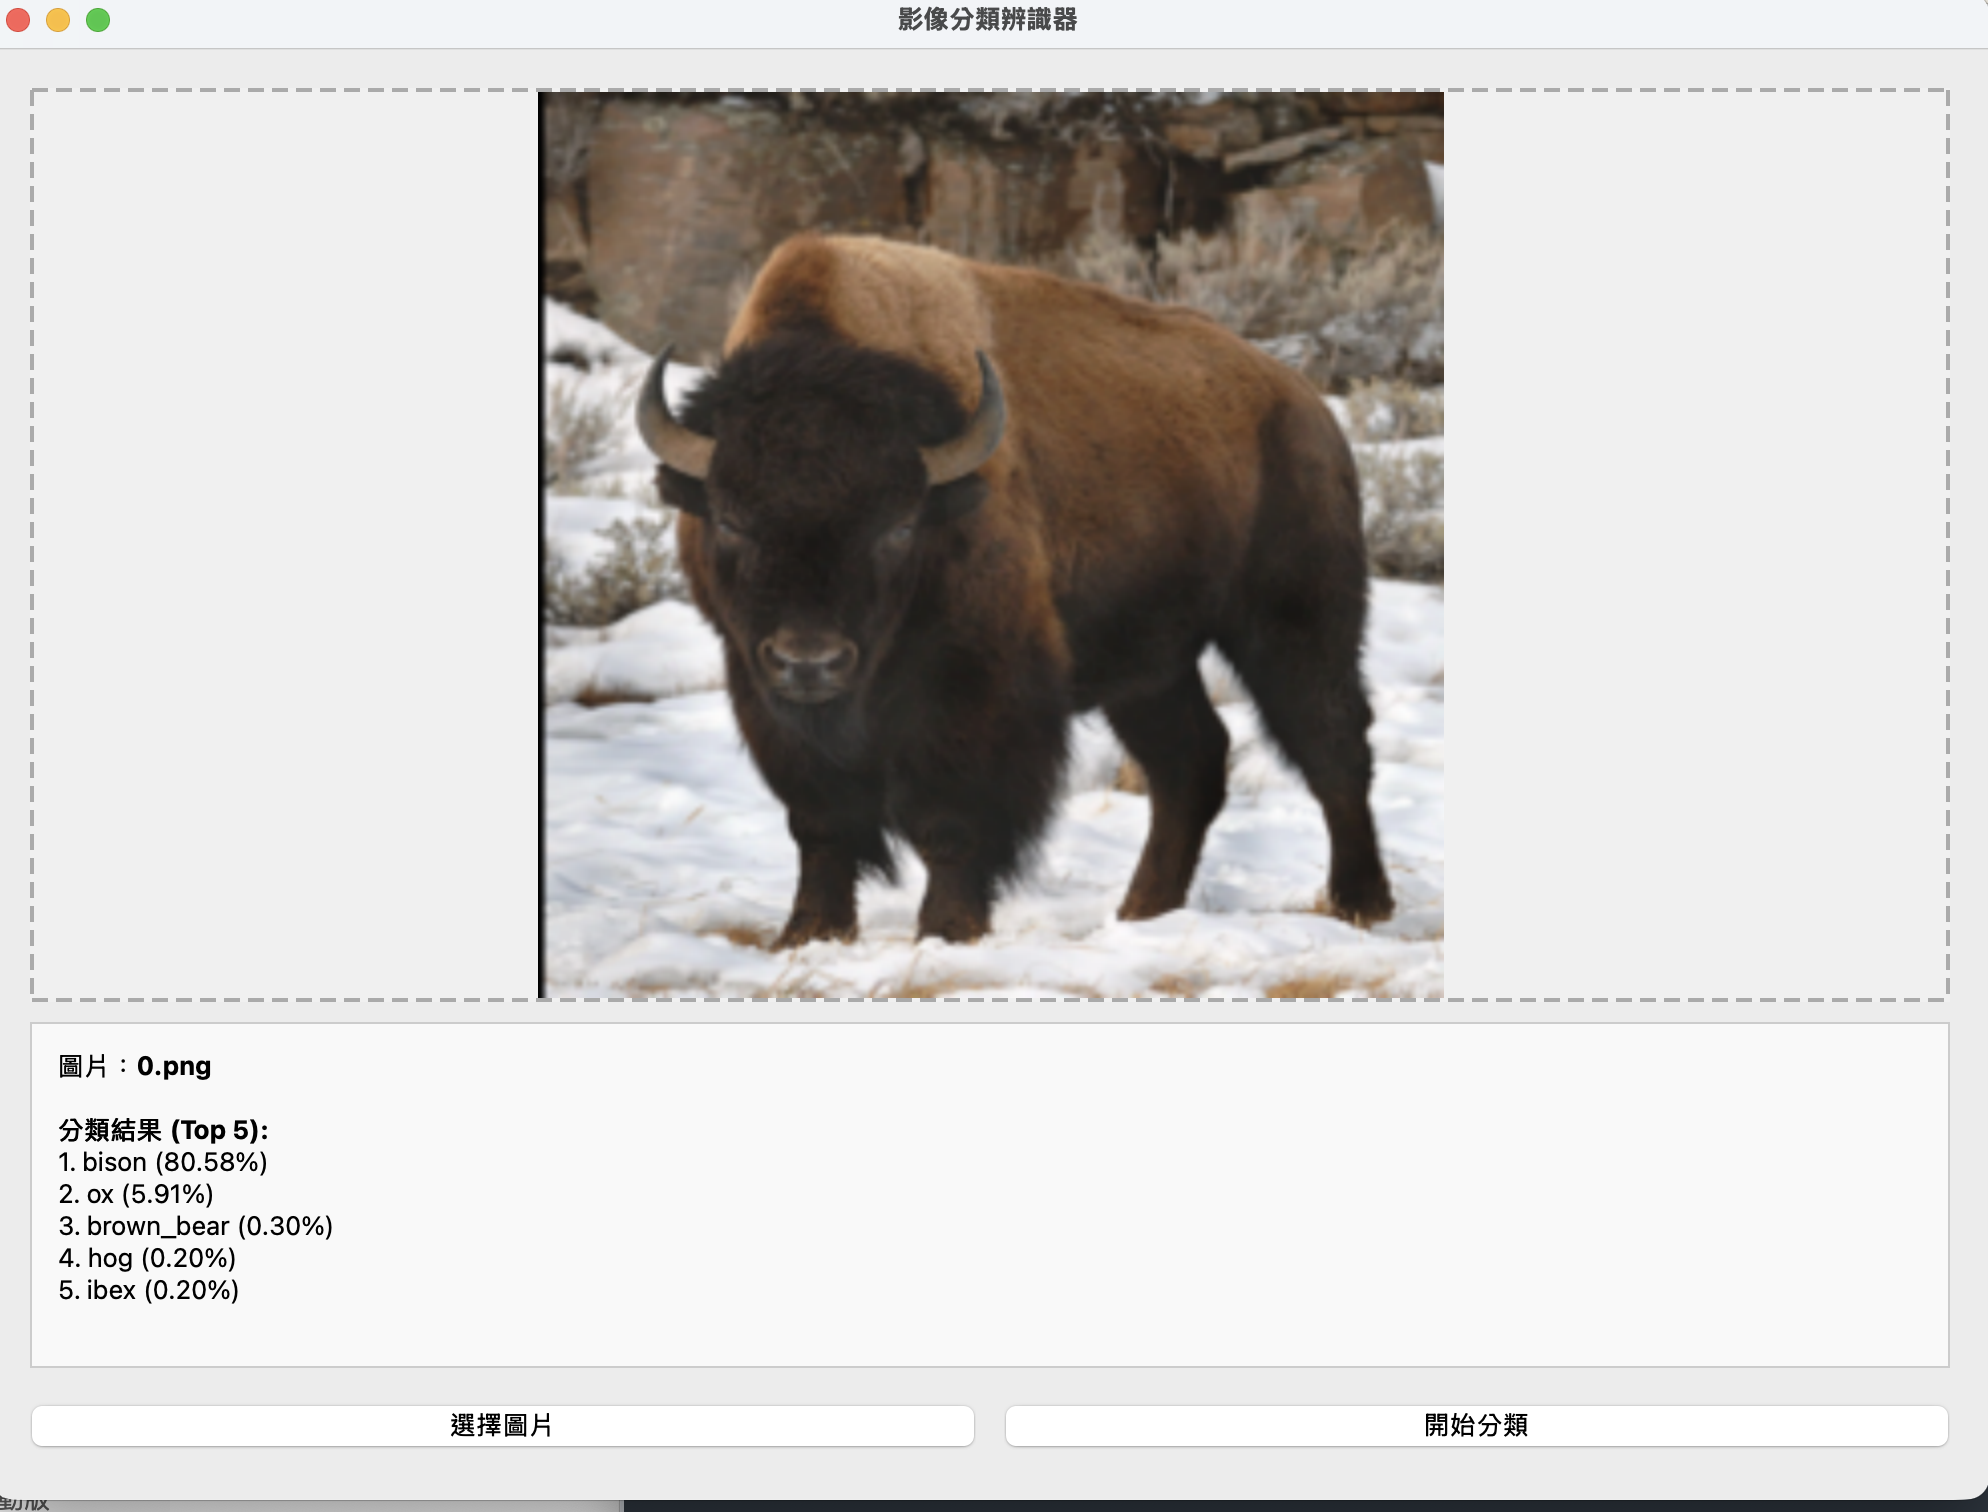 影像分類辨識器
圖片：0.png
分類結果 (Top 5):
1. bison (80.58%)
2. ox (5.91%)
3. brown_bear (0.30%)
4. hog (0.20%)
5. ibex (0.20%)
選擇圖片
開始分類
動版